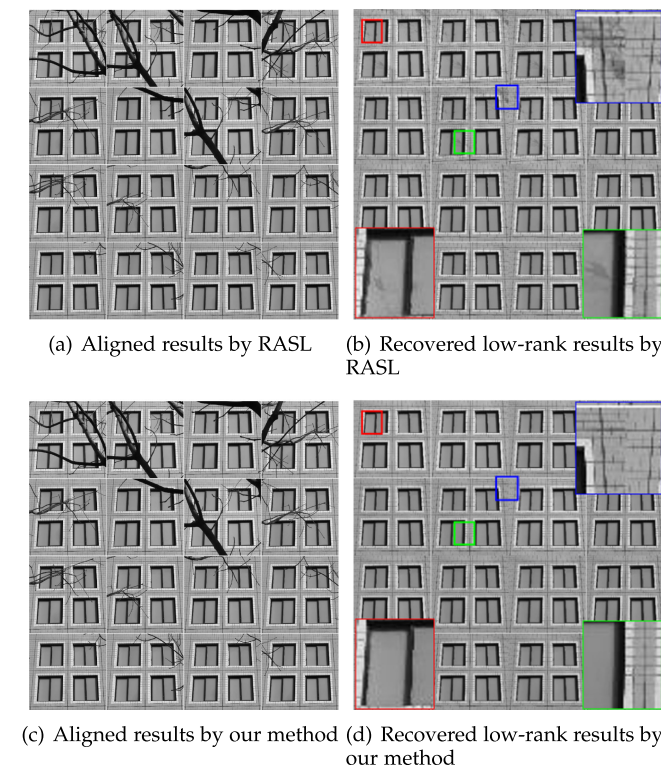 (a) Aligned results by RASL
(b) Recovered low-rank results by
RASL
(c) Aligned results by our method
(d) Recovered low-rank results by
our method